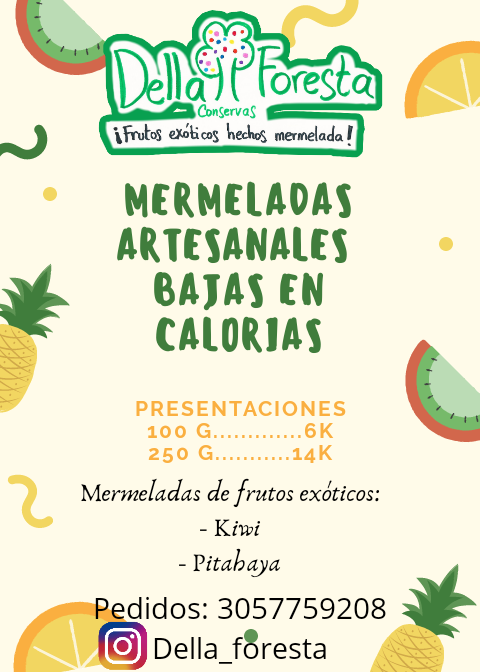 Della Foresta
Conservas
¡Frutos exóticos hechos mermelada!
MERMELADAS
ARTESANALES
BAJAS EN
CALORIAS
PRESENTACIONES
100 G.............6K
250 G...........14K
Mermeladas de frutos exóticos:
- Kiwi
- Pitahaya
Pedidos: 3057759208
Della_foresta